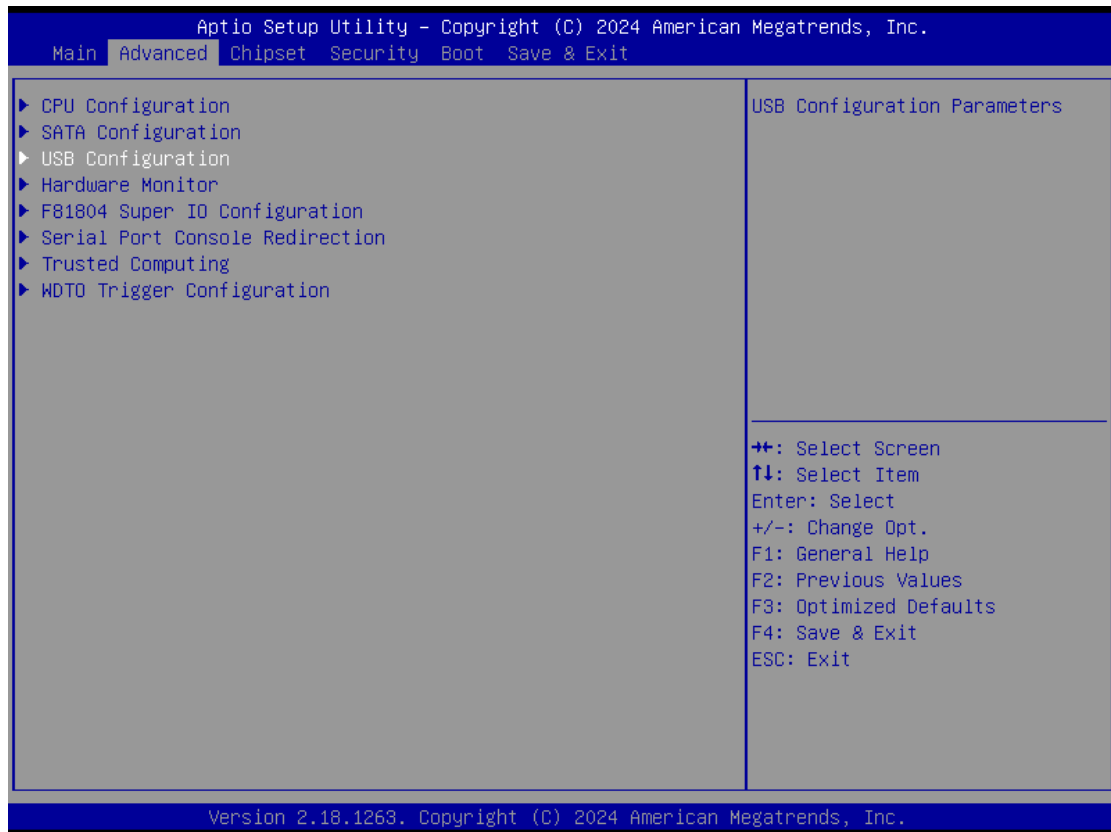 Aptio Setup Utility – Copyright (C) 2024 American Megatrends, Inc.
Main Advanced Chipset Security Boot Save & Exit
▶ CPU Configuration
▶ SATA Configuration
▶ USB Configuration
▶ Hardware Monitor
▶ F81804 Super IO Configuration
▶ Serial Port Console Redirection
▶ Trusted Computing
▶ WDTO Trigger Configuration
USB Configuration Parameters
→←: Select Screen
↑↓: Select Item
Enter: Select
+/-: Change Opt.
F1: General Help
F2: Previous Values
F3: Optimized Defaults
F4: Save & Exit
ESC: Exit
Version 2.18.1263. Copyright (C) 2024 American Megatrends, Inc.